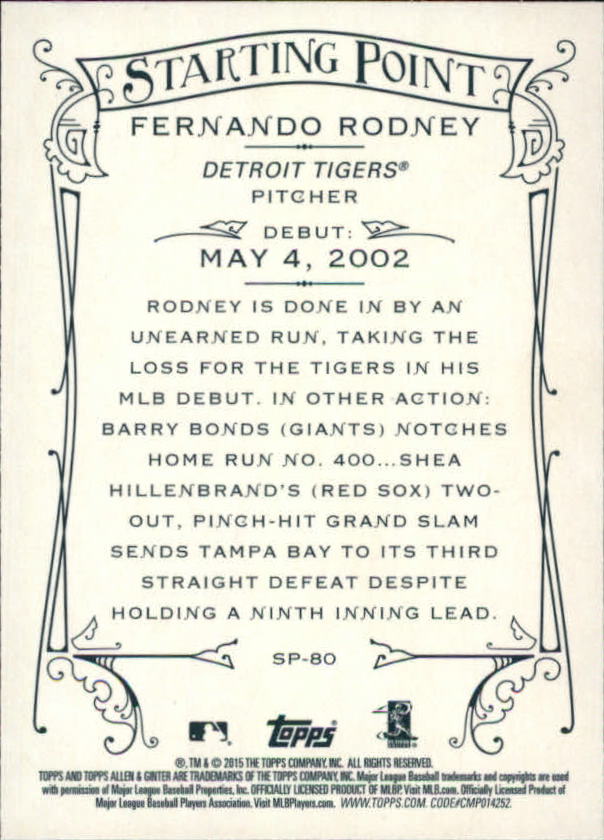 STARTING POINT
FERNANDO RODNEY
DETROIT TIGERS®
PITCHER
DEBUT:
MAY 4, 2002
RODNEY IS DONE IN BY AN
UNEARNED RUN, TAKING THE
LOSS FOR THE TIGERS IN HIS
MLB DEBUT. IN OTHER ACTION:
BARRY BONDS (GIANTS) NOTCHES
HOME RUN NO. 400...SHEA
HILLENBRAND'S (RED SOX) TWO-
OUT, PINCH-HIT GRAND SLAM
SENDS TAMPA BAY TO ITS THIRD
STRAIGHT DEFEAT DESPITE
HOLDING A NINTH INNING LEAD.
SP-80
topps
®, TM & © 2015 THE TOPPS COMPANY, INC. ALL RIGHTS RESERVED.
TOPPS AND TOPPS ALLEN & GINTER ARE TRADEMARKS OF THE TOPPS COMPANY, INC. Major League Baseball trademarks and copyrights are used
with permission of Major League Baseball Properties, Inc. OFFICIALLY LICENSED PRODUCT OF MLBP. Visit MLB.com. Officially Licensed Product of
Major League Baseball Players Association. Visit MLBPlayers.com. WWW.TOPPS.COM. CODE#CMP014252.